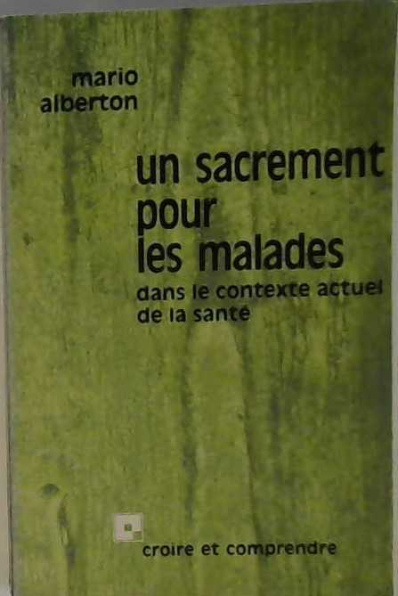 mario
alberton
un sacrement
pour
les malades
dans le contexte actuel
de la santé
croire et comprendre